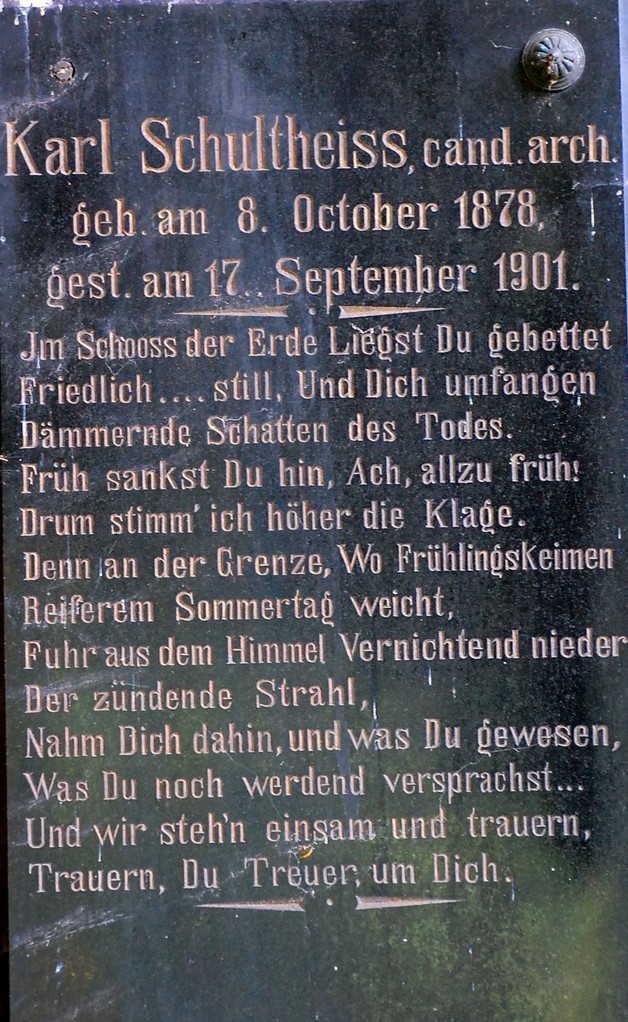 Karl Schultheiss, cand. arch.
geb. am 8. October 1878,
gest. am 17. September 1901.
Jm Schooss der Erde Liegst Du gebettet
Friedlich.... still, Und Dich umfangen
Dämmernde Schatten des Todes.
Früh sankst Du hin, Ach, allzu früh!
Drum stimm' ich höher die Klage.
Denn an der Grenze, Wo Frühlingskeimen
Reiferem Sommertag weicht,
Fuhr aus dem Himmel Vernichtend nieder
Der zündende Strahl,
Nahm Dich dahin, und was Du gewesen,
Was Du noch werdend versprachst...
Und wir steh'n einsam und trauern,
Trauern, Du Treuer, um Dich.